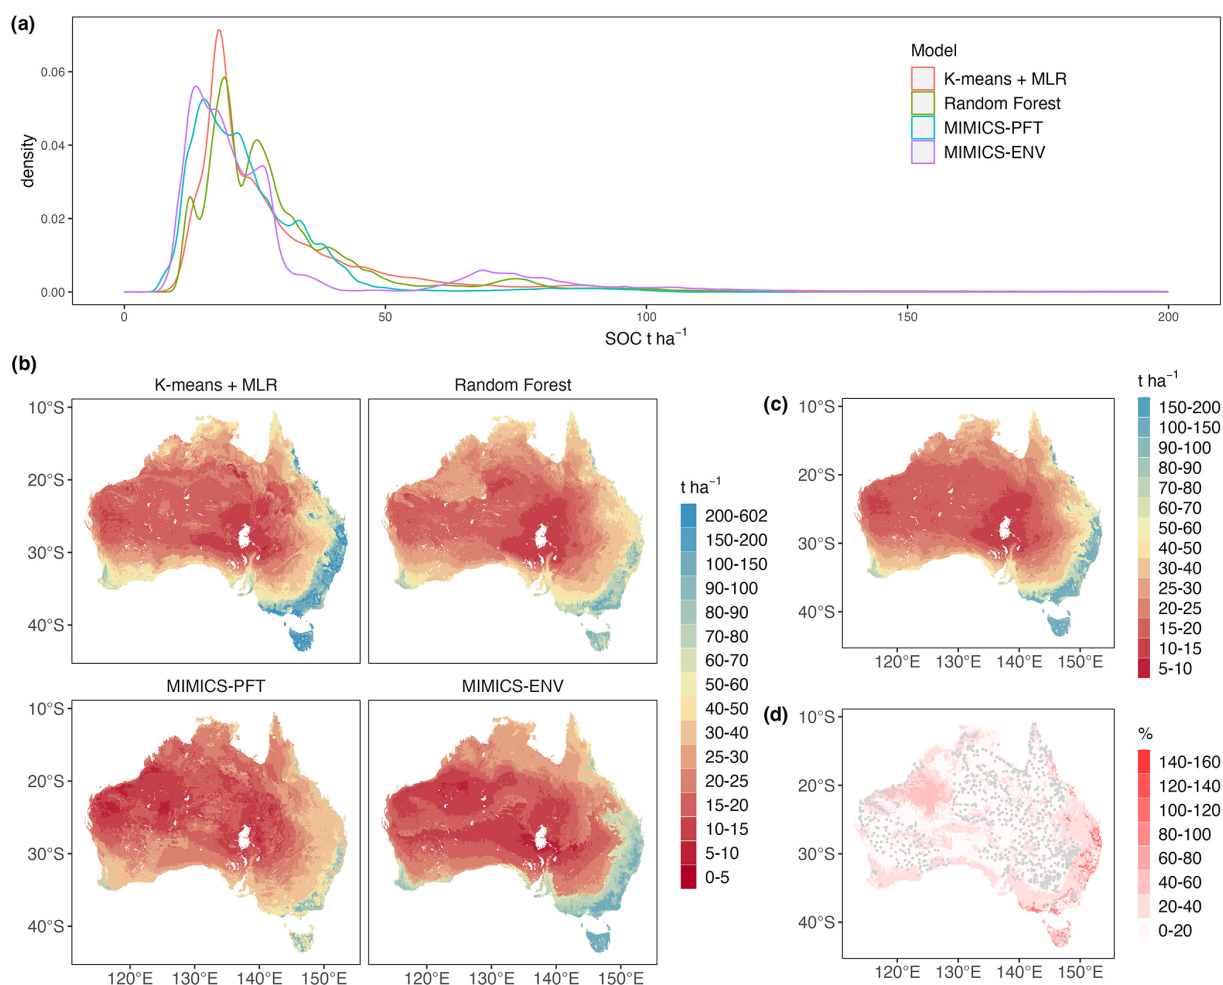 (a)
density
0.06
0.04
0.02
0.00
0
50
100
150
200
SOC t ha⁻¹
Model
K-means + MLR
Random Forest
MIMICS-PFT
MIMICS-ENV
(b)
K-means + MLR
Random Forest
10°S
20°S
30°S
40°S
MIMICS-PFT
MIMICS-ENV
10°S
20°S
30°S
40°S
120°E
130°E
140°E
150°E
120°E
130°E
140°E
150°E
t ha⁻¹
200-602
150-200
100-150
90-100
80-90
70-80
60-70
50-60
40-50
30-40
25-30
20-25
15-20
10-15
5-10
0-5
(c)
10°S
20°S
30°S
40°S
120°E
130°E
140°E
150°E
t ha⁻¹
150-200
100-150
90-100
80-90
70-80
60-70
50-60
40-50
30-40
25-30
20-25
15-20
10-15
5-10
(d)
10°S
20°S
30°S
40°S
120°E
130°E
140°E
150°E
%
140-160
120-140
100-120
80-100
60-80
40-60
20-40
0-20